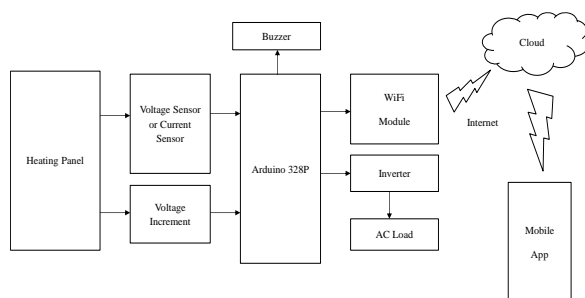 Buzzer
Cloud
Voltage Sensor
or Current
Sensor
WiFi
Module
Internet
Heating Panel
Arduino 328P
Inverter
Voltage
Increment
AC Load
Mobile
App